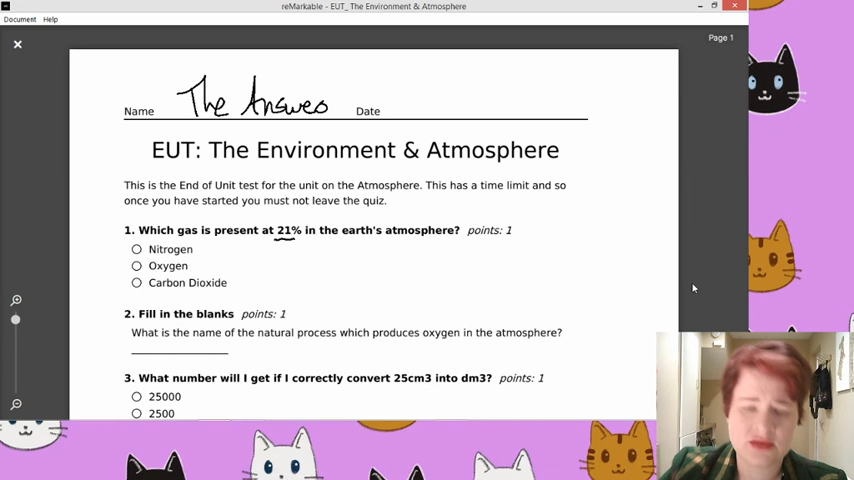 reMarkable - EUT_ The Environment & Atmosphere
Document Help
Page 1
Name The Answeo Date
EUT: The Environment & Atmosphere
This is the End of Unit test for the unit on the Atmosphere. This has a time limit and so
once you have started you must not leave the quiz.
1. Which gas is present at 21% in the earth's atmosphere? points: 1
Nitrogen
Oxygen
Carbon Dioxide
2. Fill in the blanks points: 1
What is the name of the natural process which produces oxygen in the atmosphere?
3. What number will I get if I correctly convert 25cm3 into dm3? points: 1
25000
2500